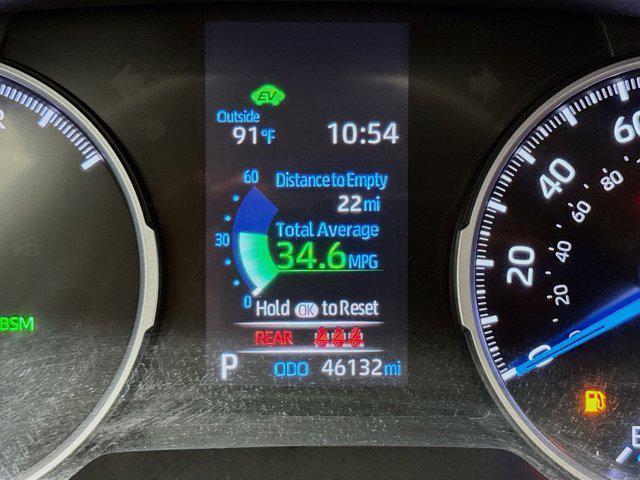 EV
Outside
91°F 10:54
60
Distance to Empty
22 mi
Total Average
30
34.6 MPG
0
Hold OK to Reset
REAR
P ODO 46132 mi
BSM
R
0
20
40
60
20
40
60
80
E